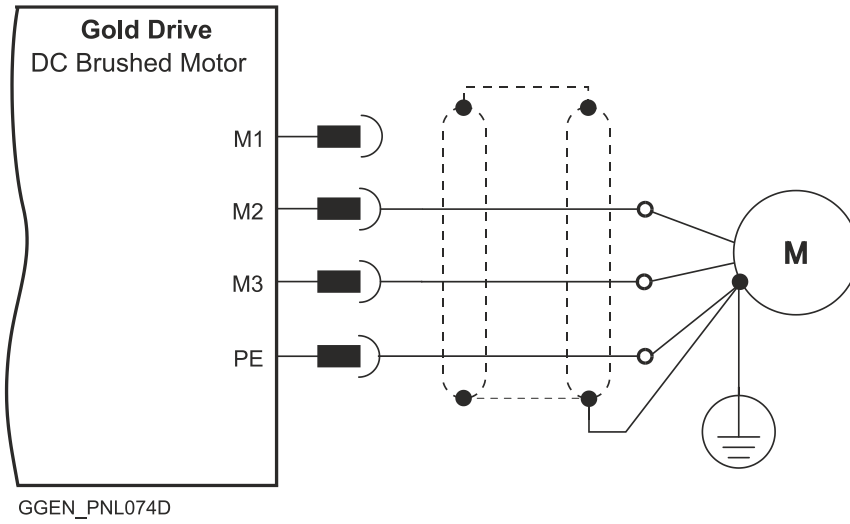 Gold Drive
DC Brushed Motor
M1
M2
M3
PE
M
GGEN_PNL074D